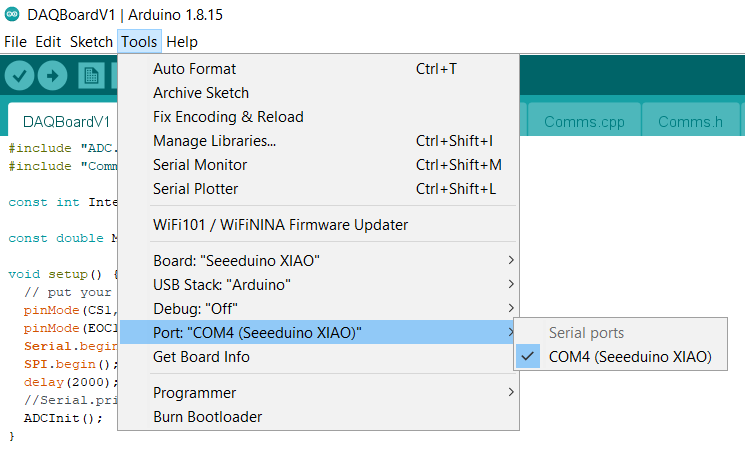 DAQBoardV1 | Arduino 1.8.15
File Edit Sketch Tools Help
Auto Format Ctrl+T
Archive Sketch
Fix Encoding & Reload
Manage Libraries... Ctrl+Shift+I
Serial Monitor Ctrl+Shift+M
Serial Plotter Ctrl+Shift+L
WiFi101 / WiFiNINA Firmware Updater
Board: "Seeeduino XIAO"
USB Stack: "Arduino"
Debug: "Off"
Port: "COM4 (Seeeduino XIAO)"
Get Board Info
Programmer
Burn Bootloader
Serial ports
COM4 (Seeeduino XIAO)
DAQBoardV1 Comms.cpp Comms.h
#include "ADC.
#include "Comm
const int Inte
const double M
void setup() {
// put your
pinMode(CS1,
pinMode(EOC1
Serial.begin
SPI.begin();
delay(2000);
//Serial.pri
ADCInit();
}